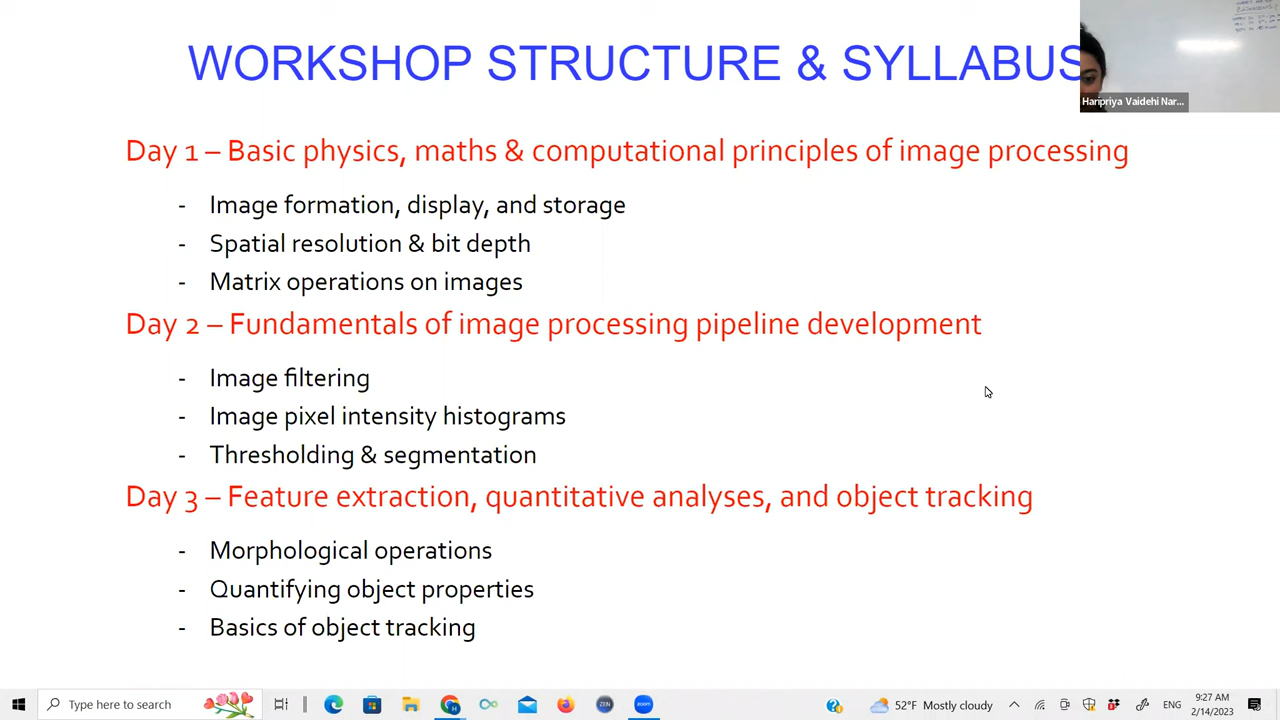 WORKSHOP STRUCTURE & SYLLABUS
Haripriya Vaidehi Nar...
Day 1 – Basic physics, maths & computational principles of image processing
- Image formation, display, and storage
- Spatial resolution & bit depth
- Matrix operations on images
Day 2 – Fundamentals of image processing pipeline development
- Image filtering
- Image pixel intensity histograms
- Thresholding & segmentation
Day 3 – Feature extraction, quantitative analyses, and object tracking
- Morphological operations
- Quantifying object properties
- Basics of object tracking
Type here to search
ZEN
zoom
52°F Mostly cloudy
ENG
9:27 AM
2/14/2023